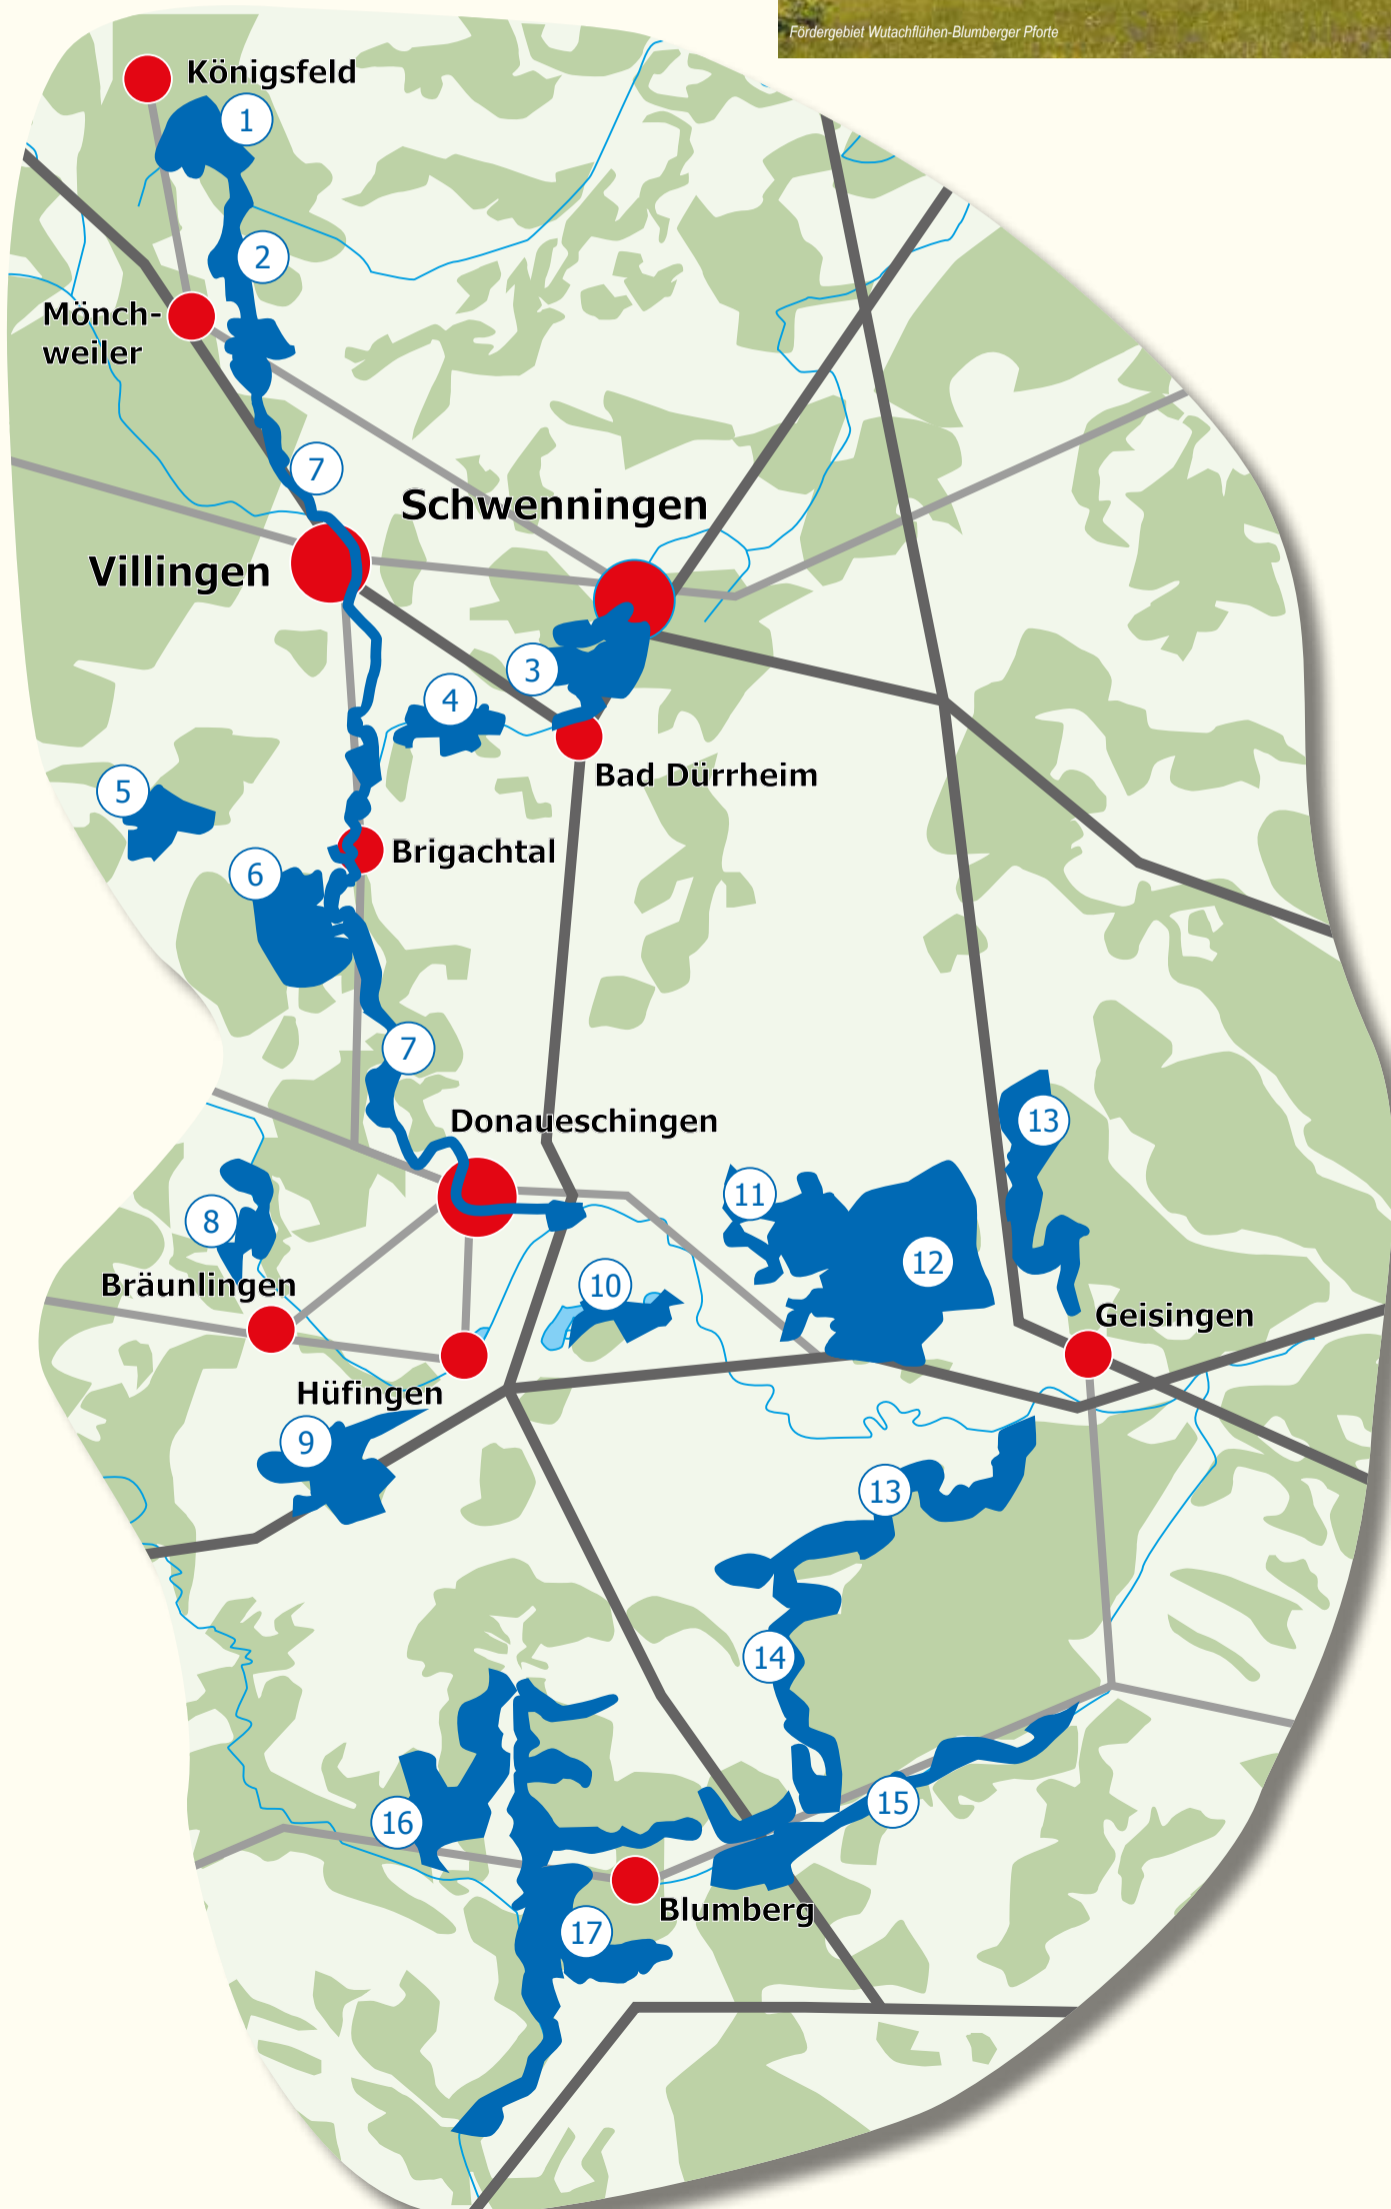 Fördergebiet Wutachflühen-Blumberger Pforte
Königsfeld
1
2
Mönch-
weiler
7
Schwenningen
Villingen
3
4
Bad Dürrheim
5
Brigachtal
6
7
Donaueschingen
13
11
8
12
Bräunlingen
10
Geisingen
Hüfingen
9
13
14
15
16
Blumberg
17